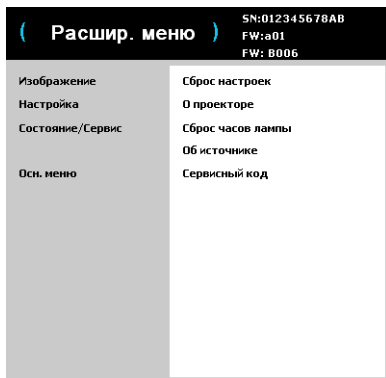 ( Расшир. меню )
SN:012345678AB
FW:a01
FW: B006
Изображение
Настройка
Состояние/Сервис
Осн. меню
Сброс настроек
О проекторе
Сброс часов лампы
Об источнике
Сервисный код